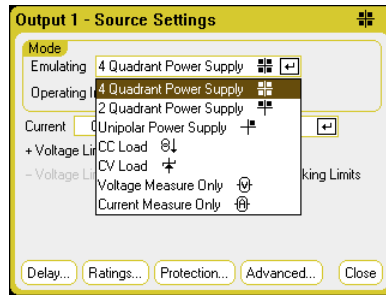 Output 1 - Source Settings
Mode
Emulating 4 Quadrant Power Supply
Operating
4 Quadrant Power Supply
2 Quadrant Power Supply
Unipolar Power Supply
CC Load
CV Load
Voltage Measure Only
Current Measure Only
Current
+ Voltage
- Voltage
Limits
Delay... Ratings... Protection... Advanced... Close